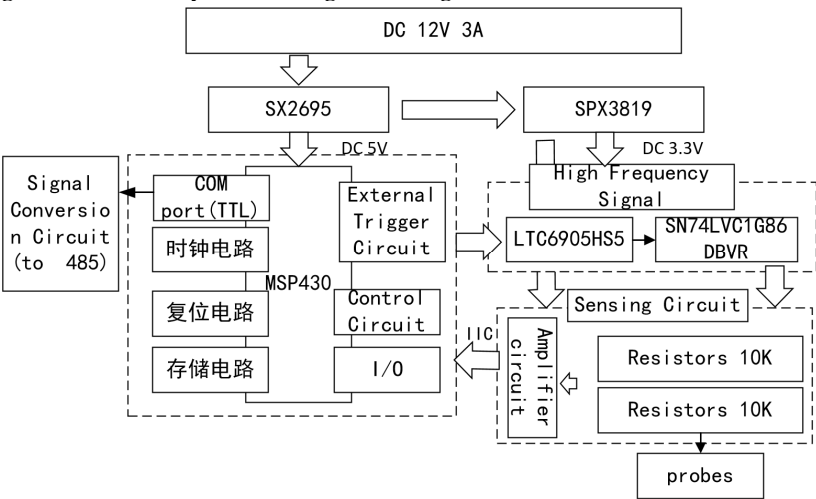 DC 12V 3A
SX2695
SPX3819
DC 5V
DC 3.3V
Signal
Conversio
n Circuit
(to 485)
COM
port(TTL)
时钟电路
复位电路
存储电路
MSP430
External
Trigger
Circuit
Control
Circuit
I/O
High Frequency
Signal
LTC6905HS5
SN74LVC1G86
DBVR
Sensing Circuit
IIC
Amplifier
circuit
Resistors 10K
Resistors 10K
probes